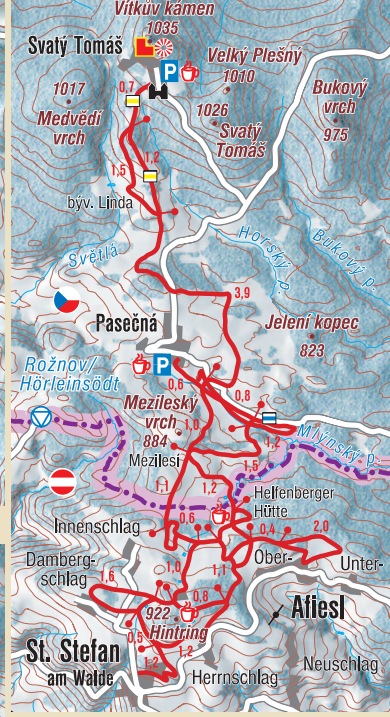 Vítkův kámen
1035
Svatý Tomáš
P
Velký Plešný
1010
1017
Medvědí
vrch
0,7
1026
Svatý
Tomáš
Bukový
vrch
975
1,5
1,2
býv. Linda
Světlá
Horský p.
Bukový p.
3,9
Pasečná
Jelení kopec
823
P
Rožnov/
Hörleinsödt
0,6
0,8
Mezileský
vrch
884
1,0
Mlýnský p.
1,2
Mezilesí
1,5
1,1
1,2
Helfenberger
Hütte
Innenschlag
0,6
0,4
2,0
Damberg-
schlag
1,0
1,1
Ober-
Unter-
1,6
0,8
922
Hintring
Afiesl
0,5
St. Stefan
am Walde
1,2
1,2
Herrnschlag
Neuschlag